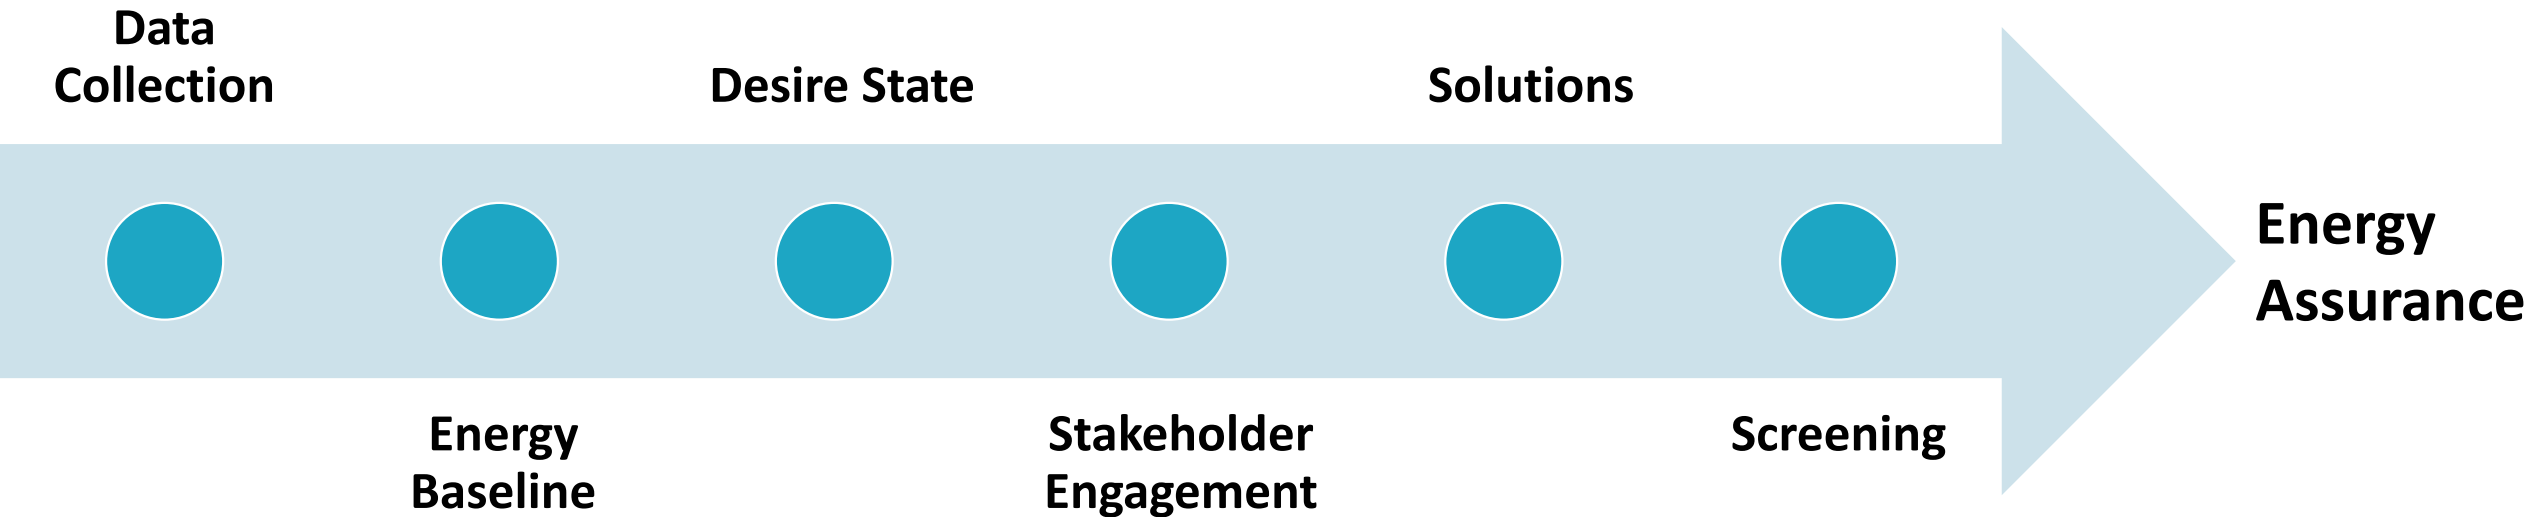 Data
Collection
Energy
Baseline
Desire State
Stakeholder
Engagement
Solutions
Screening
Energy
Assurance